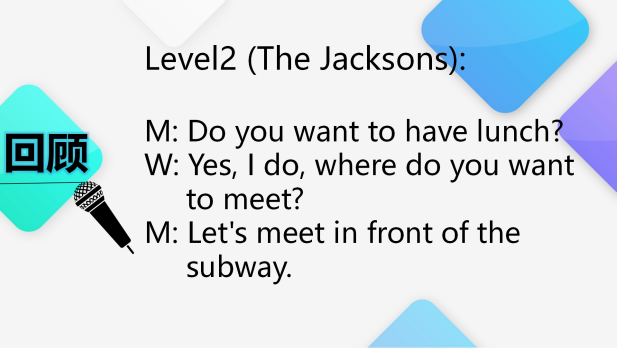 Level2 (The Jacksons):
回顾
M: Do you want to have lunch?
W: Yes, I do, where do you want
to meet?
M: Let's meet in front of the
subway.